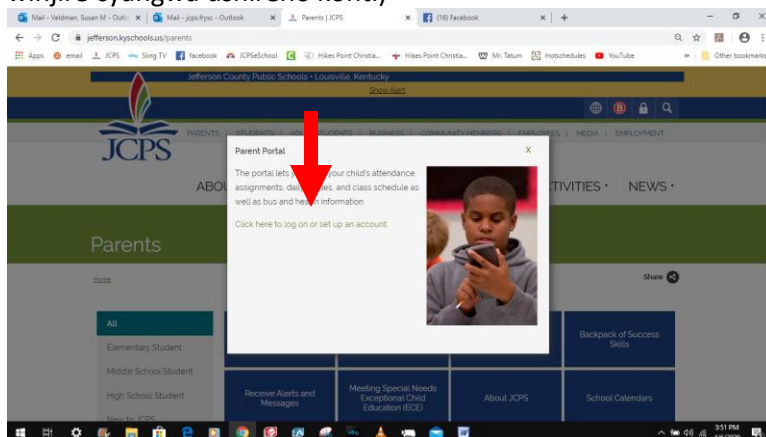 Mail - Veldman, Susan M - Outlo
Mail - jcps.frysc - Outlook
Parents | JCPS
(16) Facebook
jefferson.kyschools.us/parents
Apps email JCPS Sling TV facebook JCPSeSchool Hikes Point Christia... Hikes Point Christia... Mr. Tatum Hotschedules YouTube Other bookmarks
Jefferson County Public Schools • Louisville, Kentucky
Show Alert
PARENTS | STUDENTS | | BUSINESS | COMMUNITY MEMBERS | EMPLOYEES | MEDIA | EMPLOYMENT
JCPS
NEWS
Parent Portal X
The portal lets your child's attendance,
assignments, and class schedule as
well as bus and health information.
Click here to log on or set up an account.
Parents
Home
Share
All
Elementary Student
Middle School Student
High School Student
New to JCPS
Backpack of Success
Skills
Receive Alerts and
Messages
Meeting Special Needs
Exceptional Child
Education (ECE)
About JCPS
School Calendars
3:51 PM